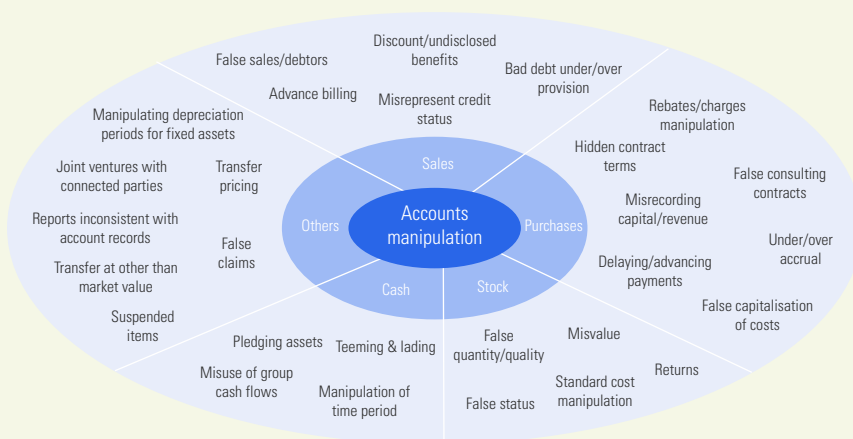 False sales/debtors
Discount/undisclosed
benefits
Bad debt under/over
provision
Advance billing
Misrepresent credit
status
Manipulating depreciation
periods for fixed assets
Joint ventures with
connected parties
Transfer
pricing
Reports inconsistent with
account records
False
claims
Transfer at other than
market value
Suspended
items
Rebates/charges
manipulation
Hidden contract
terms
False consulting
contracts
Misrecording
capital/revenue
Under/over
accrual
Delaying/advancing
payments
False capitalisation
of costs
Sales
Others
Accounts
manipulation
Purchases
Cash
Stock
Pledging assets
Teeming & lading
Misuse of group
cash flows
Manipulation of
time period
False
quantity/quality
Misvalue
Returns
Standard cost
manipulation
False status